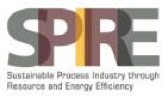 SPIRE
Sustainable Process Industry through
Resource and Energy Efficiency